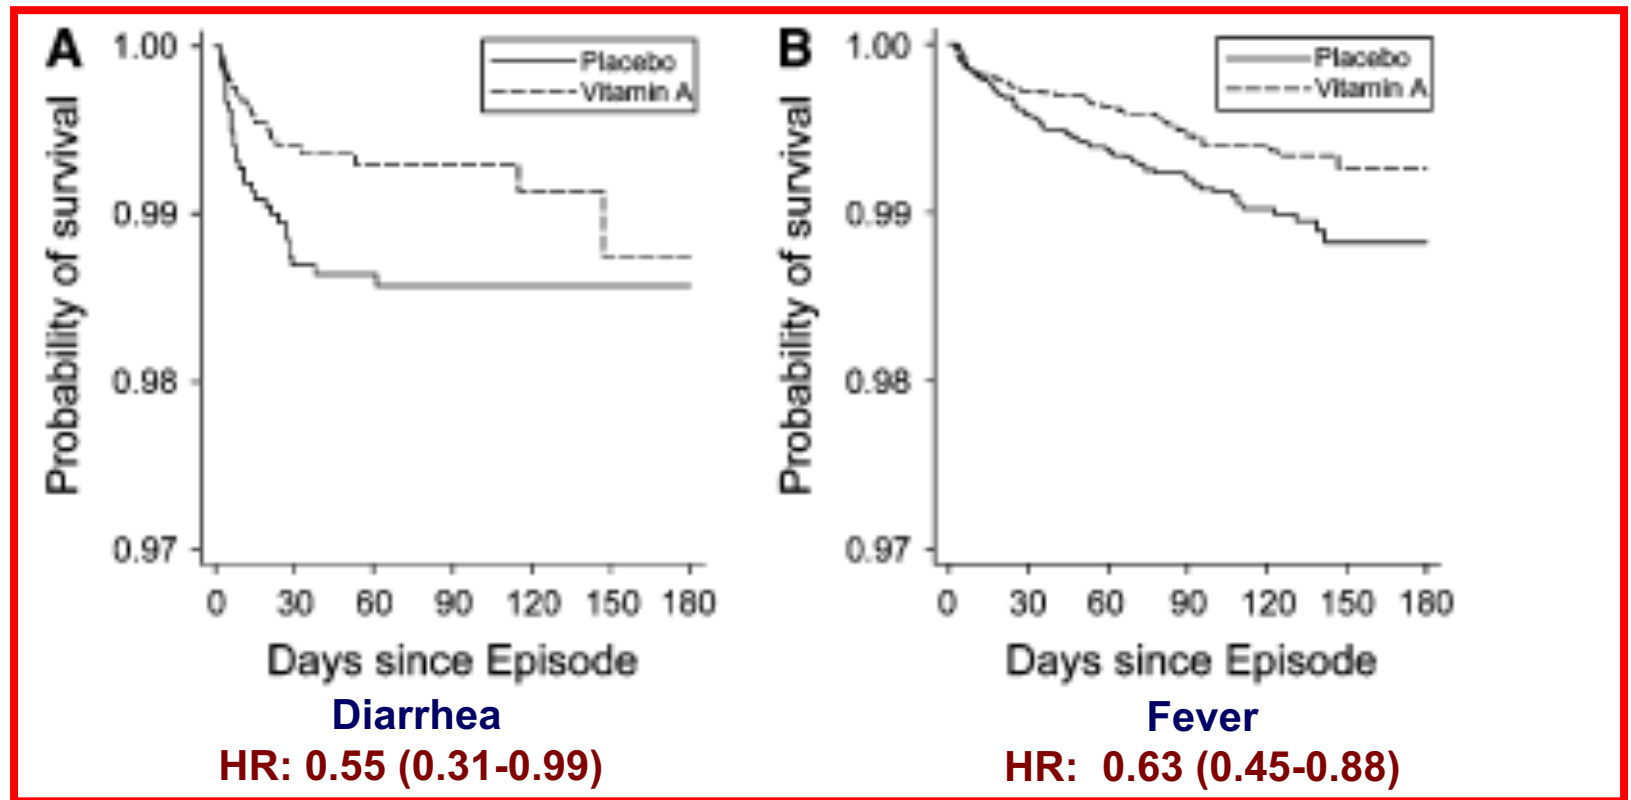 A
1.00
0.99
0.98
0.97
Probability of survival
Placebo
Vitamin A
0 30 60 90 120 150 180
Days since Episode
Diarrhea
HR: 0.55 (0.31-0.99)
B
1.00
0.99
0.98
0.97
Probability of survival
Placebo
Vitamin A
0 30 60 90 120 150 180
Days since Episode
Fever
HR: 0.63 (0.45-0.88)